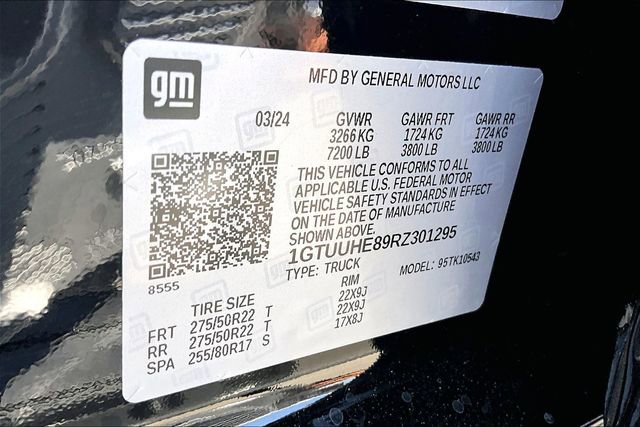 gm
MFD BY GENERAL MOTORS LLC
03/24 GVWR GAWR FRT GAWR RR
3266 KG 1724 KG 1724 KG
7200 LB 3800 LB 3800 LB
THIS VEHICLE CONFORMS TO ALL
APPLICABLE U.S. FEDERAL MOTOR
VEHICLE SAFETY STANDARDS IN EFFECT
ON THE DATE OF MANUFACTURE
SHOWN ABOVE.
1GTUUHE89RZ301295
8555
TYPE: TRUCK MODEL: 95TK10543
TIRE SIZE RIM
FRT 275/50R22 T 22X9J
RR 275/50R22 T 22X9J
SPA 255/80R17 S 17X8J